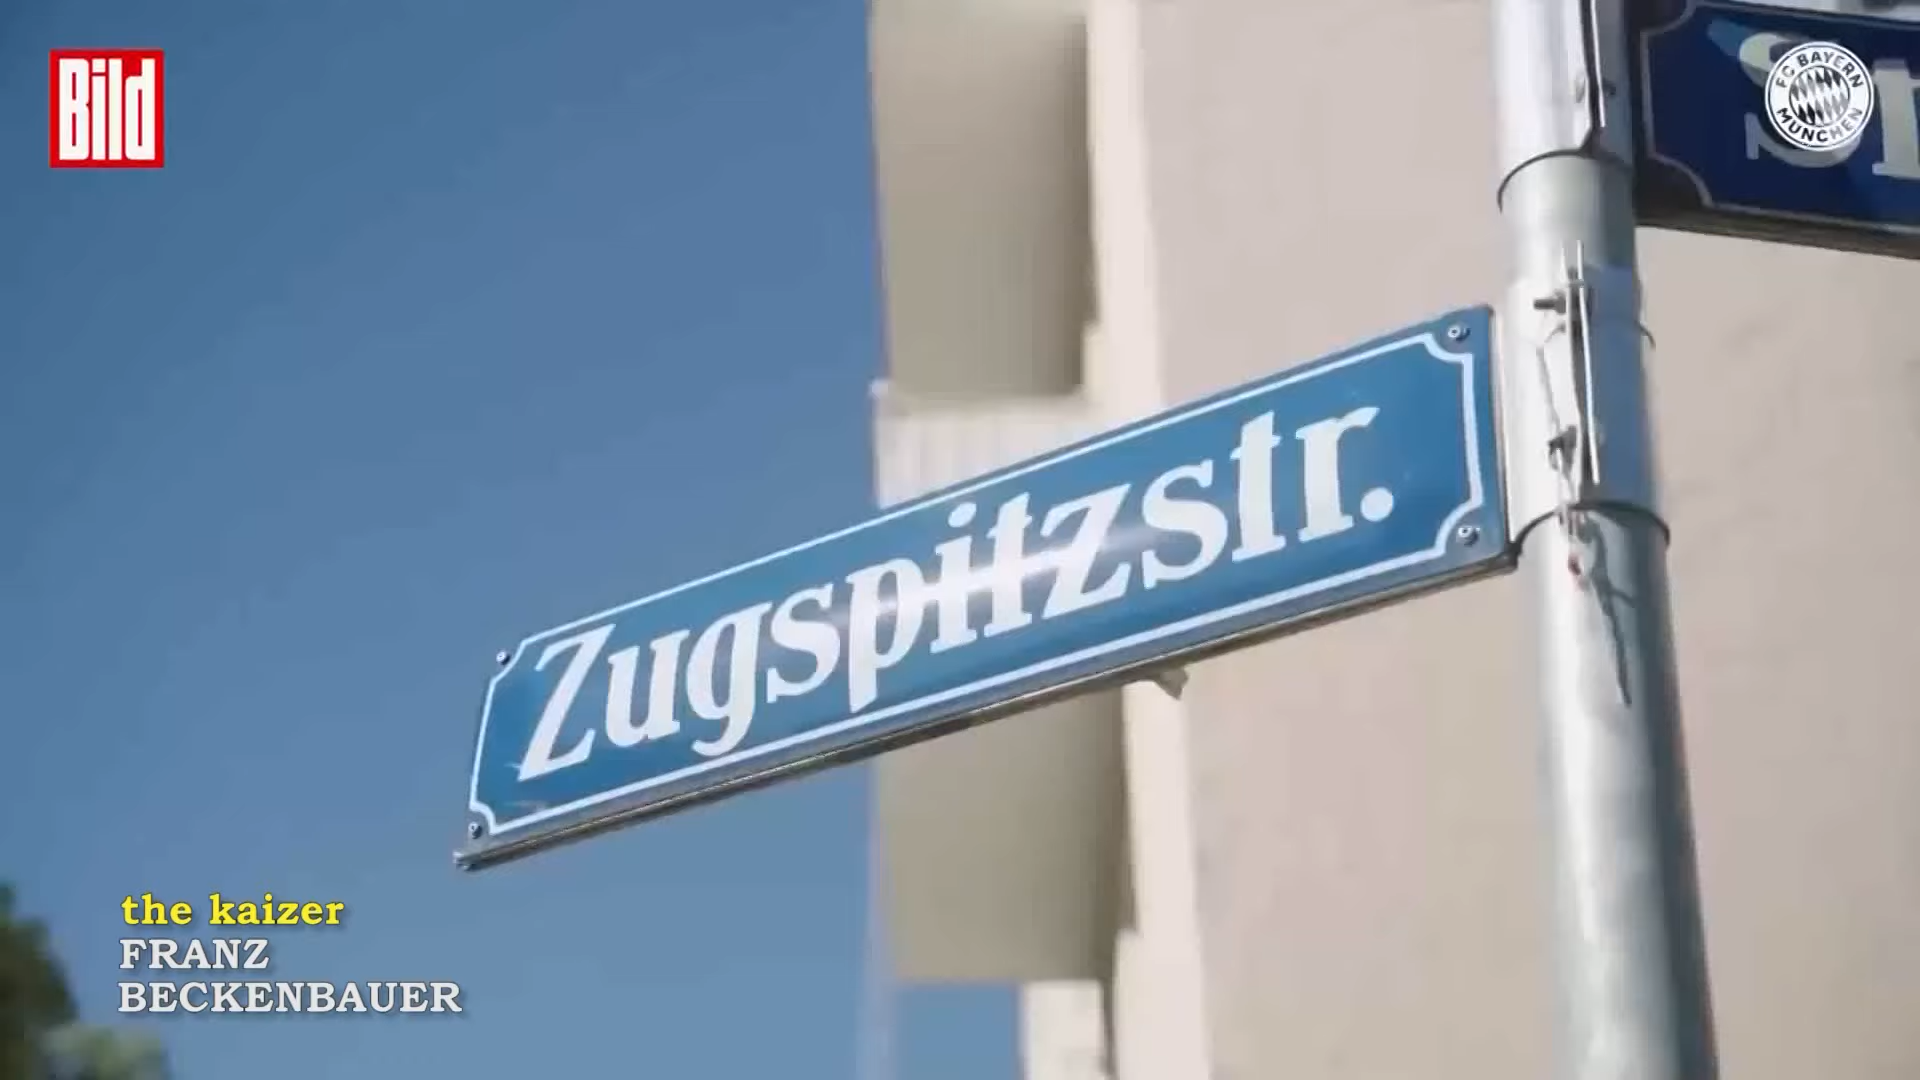 Bild
FC BAYERN
MÜNCHEN
Zugspitzstr.
the kaizer
FRANZ
BECKENBAUER